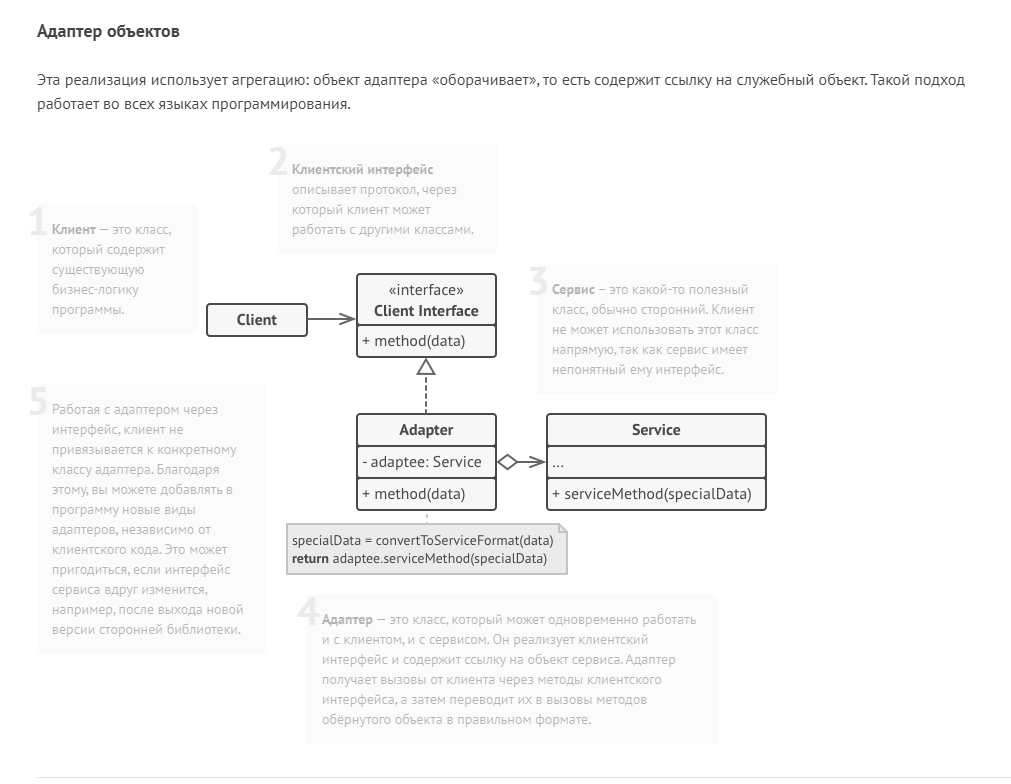 Адаптер объектов
Эта реализация использует агрегацию: объект адаптера «оборачивает», то есть содержит ссылку на служебный объект. Такой подход
работает во всех языках программирования.
1
Клиент — это класс,
который содержит
существующую
бизнес-логику
программы.
2
Клиентский интерфейс
описывает протокол, через
который клиент может
работать с другими классами.
Client
«interface»
Client Interface
+ method(data)
3
Сервис – это какой-то полезный
класс, обычно сторонний. Клиент
не может использовать этот класс
напрямую, так как сервис имеет
непонятный ему интерфейс.
Adapter
- adaptee: Service
+ method(data)
Service
...
+ serviceMethod(specialData)
specialData = convertToServiceFormat(data)
return adaptee.serviceMethod(specialData)
4
Адаптер — это класс, который может одновременно работать
и с клиентом, и с сервисом. Он реализует клиентский
интерфейс и содержит ссылку на объект сервиса. Адаптер
получает вызовы от клиента через методы клиентского
интерфейса, а затем переводит их в вызовы методов
обёрнутого объекта в правильном формате.
5
Работая с адаптером через
интерфейс, клиент не
привязывается к конкретному
классу адаптера. Благодаря
этому, вы можете добавлять в
программу новые виды
адаптеров, независимо от
клиентского кода. Это может
пригодиться, если интерфейс
сервиса вдруг изменится,
например, после выхода новой
версии сторонней библиотеки.